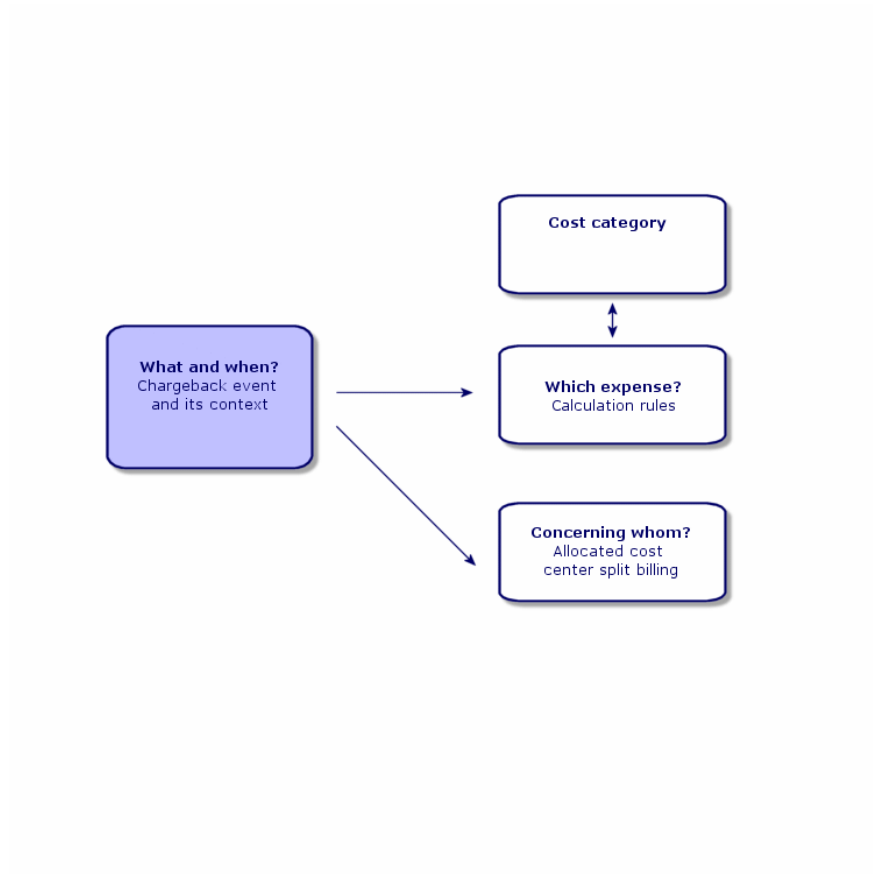 Cost category
What and when?
Chargeback event
and its context
Which expense?
Calculation rules
Concerning whom?
Allocated cost
center split billing